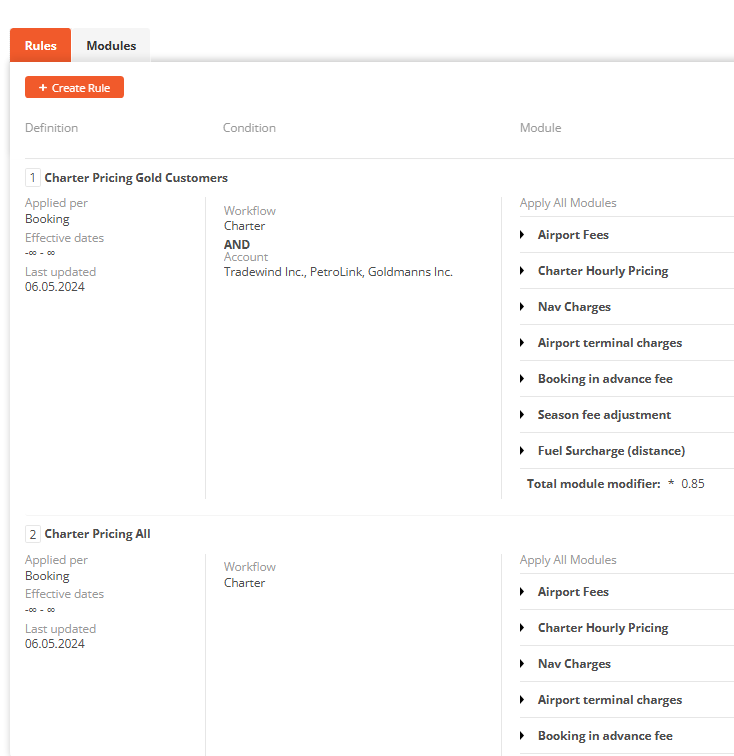 Rules Modules
+ Create Rule
Definition Condition Module
1 Charter Pricing Gold Customers
Applied per
Booking
Effective dates
-∞ - ∞
Last updated
06.05.2024
Workflow
Charter
AND
Account
Tradewind Inc., PetroLink, Goldmanns Inc.
Apply All Modules
Airport Fees
Charter Hourly Pricing
Nav Charges
Airport terminal charges
Booking in advance fee
Season fee adjustment
Fuel Surcharge (distance)
Total module modifier: * 0.85
2 Charter Pricing All
Applied per
Booking
Effective dates
-∞ - ∞
Last updated
06.05.2024
Workflow
Charter
Apply All Modules
Airport Fees
Charter Hourly Pricing
Nav Charges
Airport terminal charges
Booking in advance fee